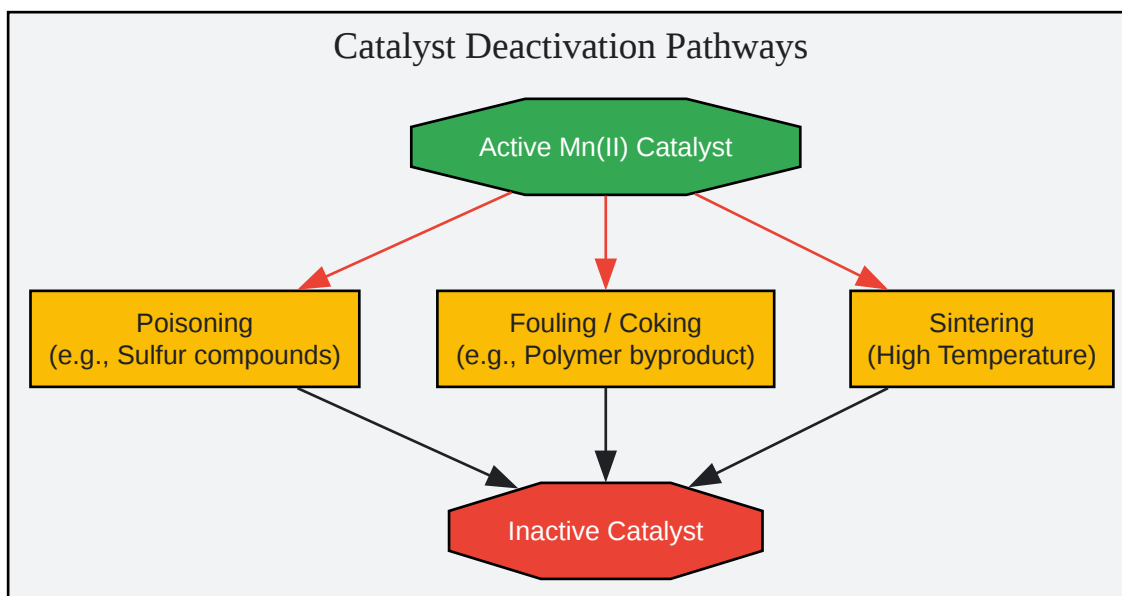 Catalyst Deactivation Pathways
Active Mn(II) Catalyst
Poisoning
(e.g., Sulfur compounds)
Fouling / Coking
(e.g., Polymer byproduct)
Sintering
(High Temperature)
Inactive Catalyst